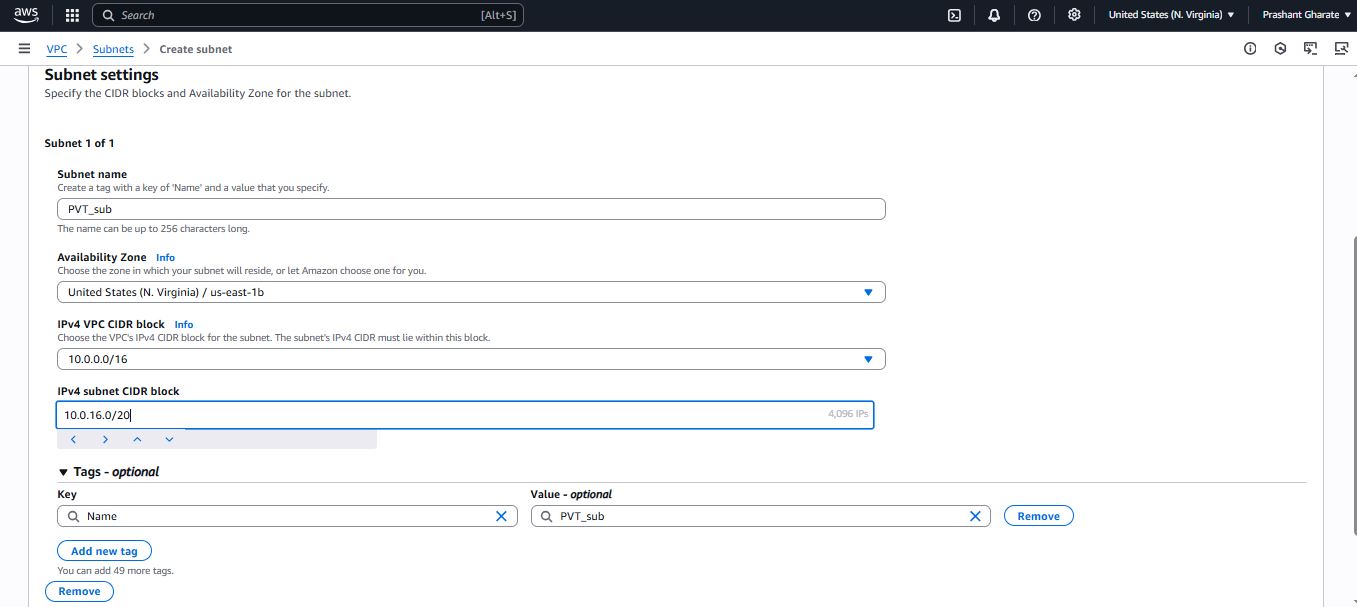 aws
Search [Alt+S]
United States (N. Virginia) Prashant Gharate
VPC Subnets Create subnet
Subnet settings
Specify the CIDR blocks and Availability Zone for the subnet.
Subnet 1 of 1
Subnet name
Create a tag with a key of 'Name' and a value that you specify.
PVT_sub
The name can be up to 256 characters long.
Availability Zone Info
Choose the zone in which your subnet will reside, or let Amazon choose one for you.
United States (N. Virginia) / us-east-1b
IPv4 VPC CIDR block Info
Choose the VPC's IPv4 CIDR block for the subnet. The subnet's IPv4 CIDR must lie within this block.
10.0.0.0/16
IPv4 subnet CIDR block
10.0.16.0/20 4,096 IPs
Tags - optional
Key Value - optional
Name PVT_sub Remove
Add new tag
You can add 49 more tags.
Remove